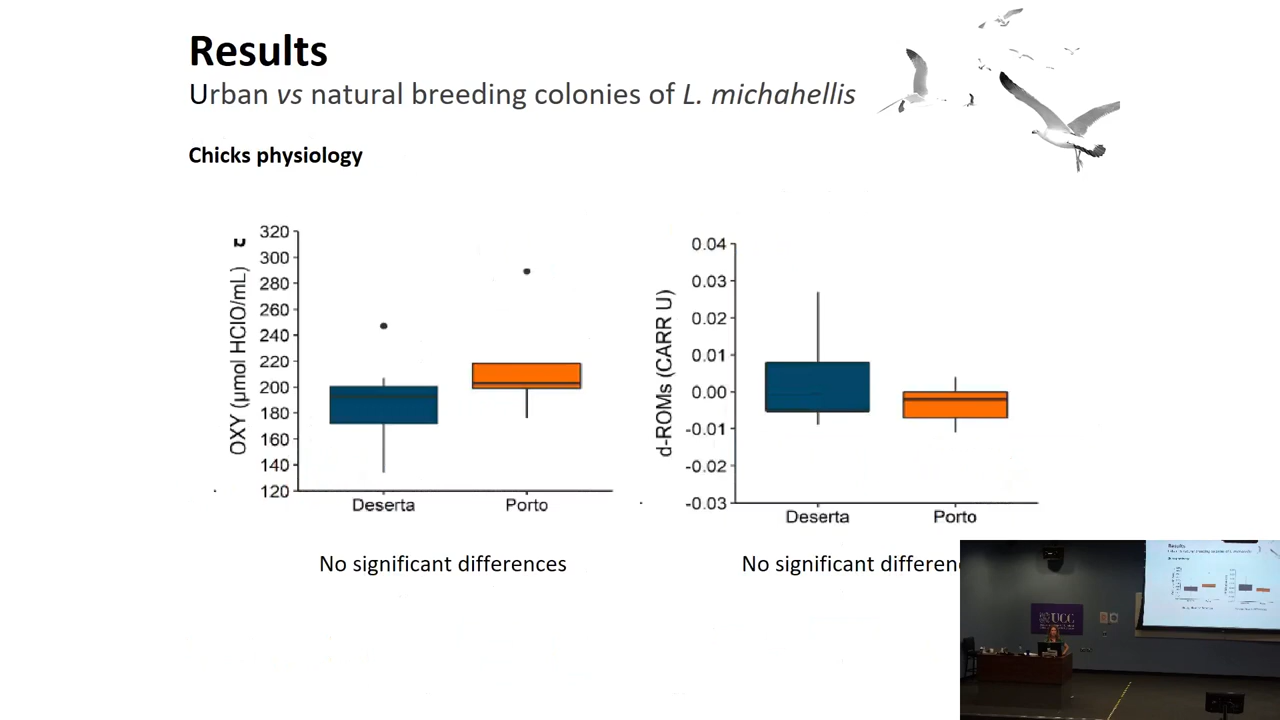 Results
Urban vs natural breeding colonies of L. michahellis
Chicks physiology
OXY (µmol HClO/mL)
320
300
280
260
240
220
200
180
160
140
120
Deserta
Porto
No significant differences
d-ROMs (CARR U)
0.04
0.03
0.02
0.01
0.00
-0.01
-0.02
-0.03
Deserta
Porto
No significant differen
UCC
Results